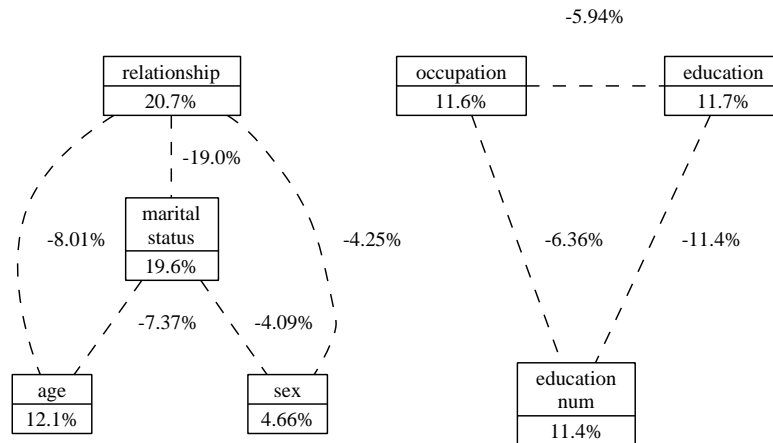 -5.94%
relationship
20.7%
occupation
11.6%
education
11.7%
-19.0%
marital
status
19.6%
-8.01%
-4.25%
-6.36%
-11.4%
-7.37%
-4.09%
age
12.1%
sex
4.66%
education
num
11.4%